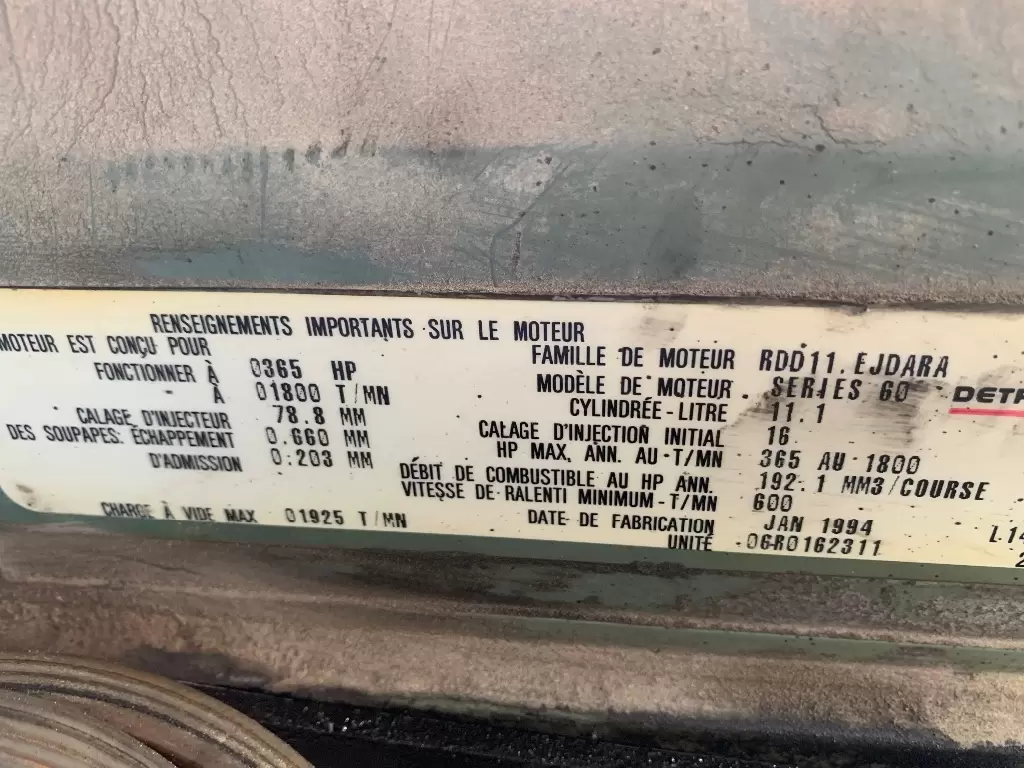 RENSEIGNEMENTS IMPORTANTS SUR LE MOTEUR
MOTEUR EST CONÇU POUR
FONCTIONNER À 0365 HP
À 01800 T/MN
CALAGE D'INJECTEUR 78.8 MM
DES SOUPAPES: ÉCHAPPEMENT 0.660 MM
D'ADMISSION 0.203 MM
CHARGE À VIDE MAX 01925 T/MN
FAMILLE DE MOTEUR RDD11.EJDARA
MODÈLE DE MOTEUR SERIES 60
CYLINDRÉE-LITRE 11.1
CALAGE D'INJECTION INITIAL 16
HP MAX. ANN. AU-T/MN 365 AU 1800
DÉBIT DE COMBUSTIBLE AU HP ANN. 192.1 MM3/COURSE
VITESSE DE RALENTI MINIMUM-T/MN 600
DATE DE FABRICATION JAN 1994
UNITÉ 06R0162311